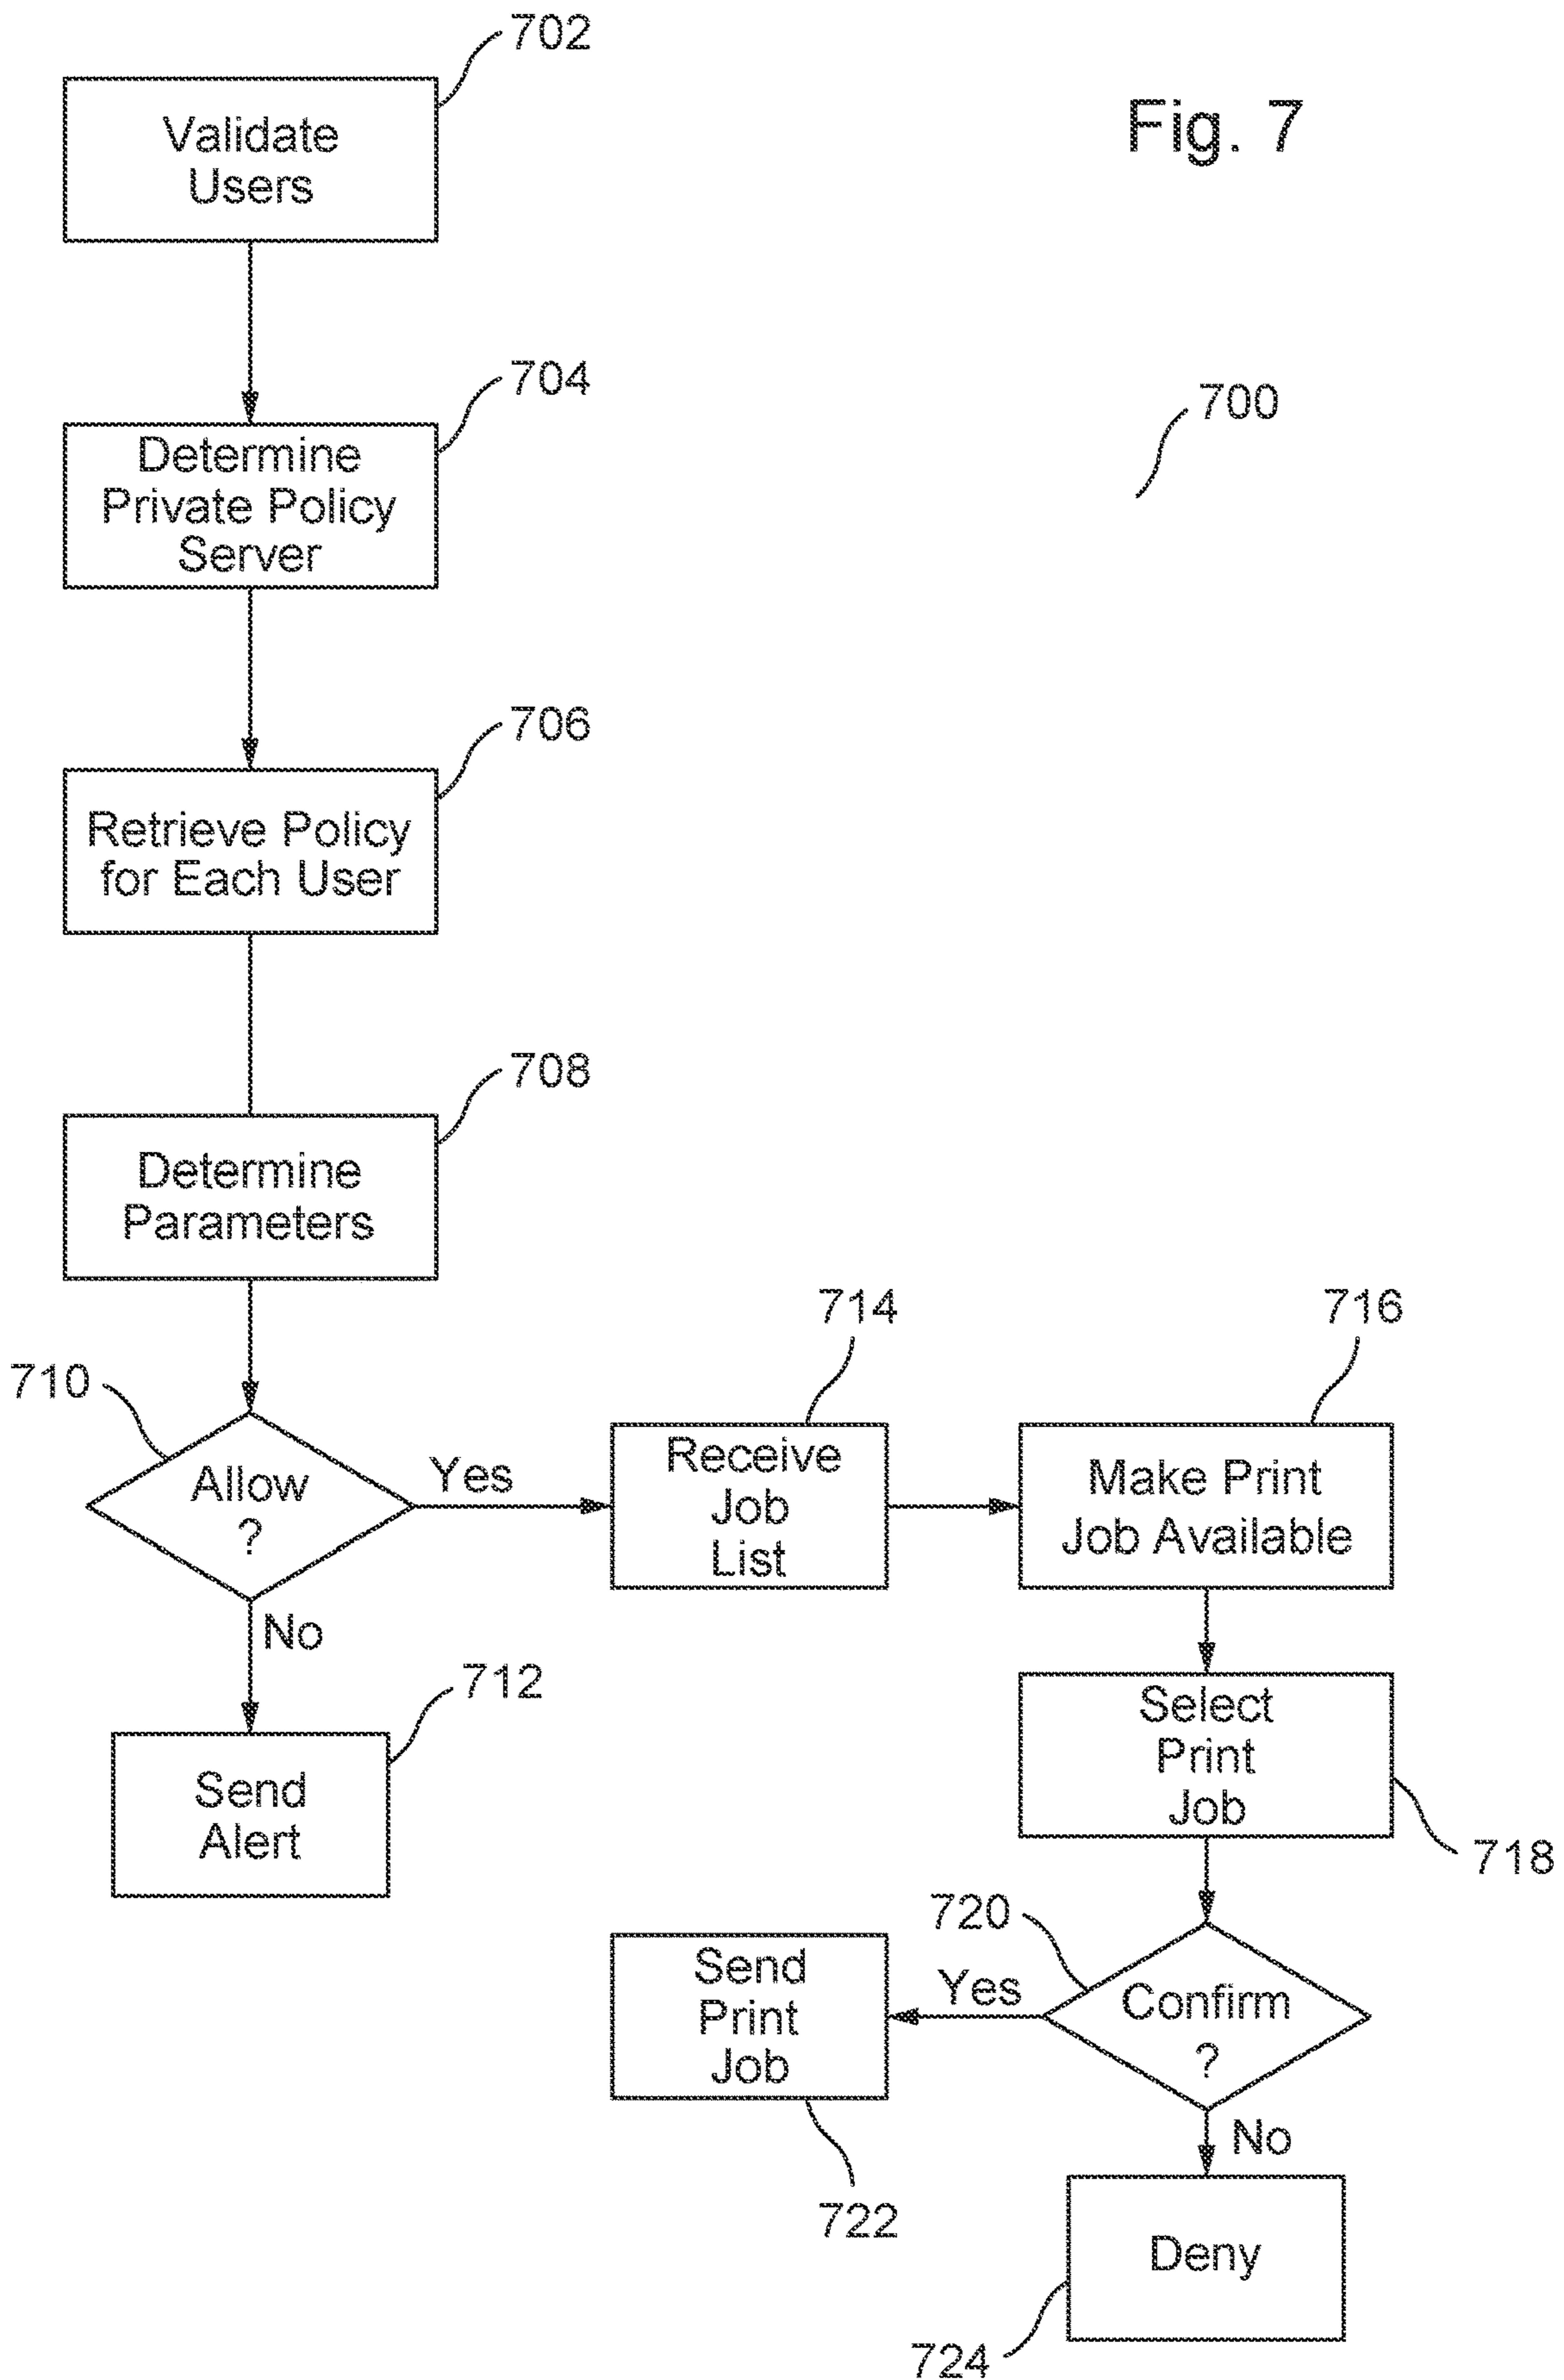 702
Validate
Users
Fig. 7
704
Determine
Private Policy
Server
700
706
Retrieve Policy
for Each User
708
Determine
Parameters
710
Allow
?
Yes
No
712
Send
Alert
714
Receive
Job
List
716
Make Print
Job Available
Select
Print
Job
718
720
Confirm
?
Yes
Send
Print
Job
722
No
Deny
724